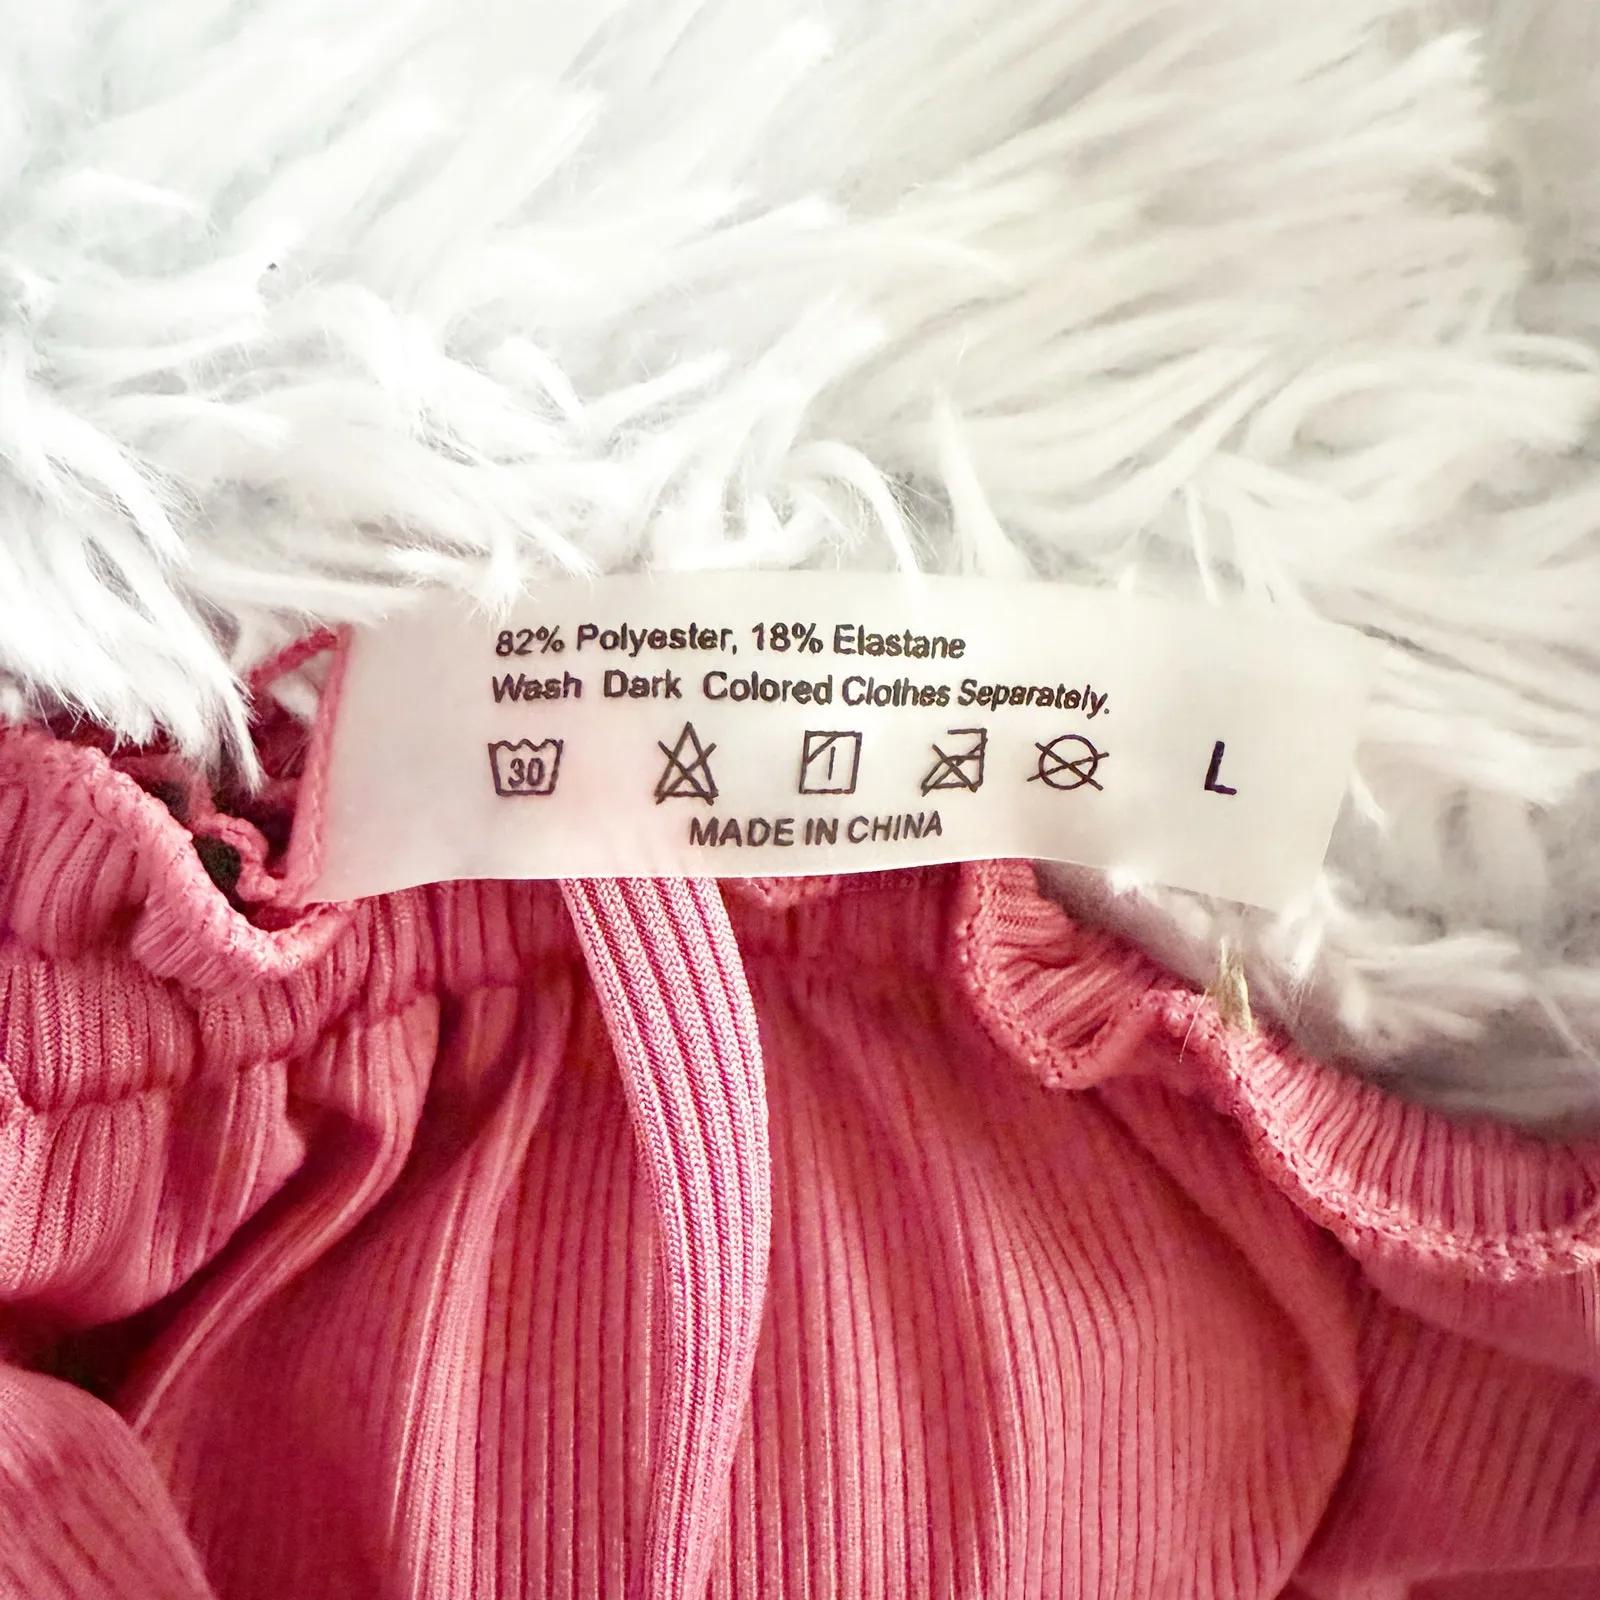 82% Polyester, 18% Elastane
Wash Dark Colored Clothes Separately.
30
L
MADE IN CHINA